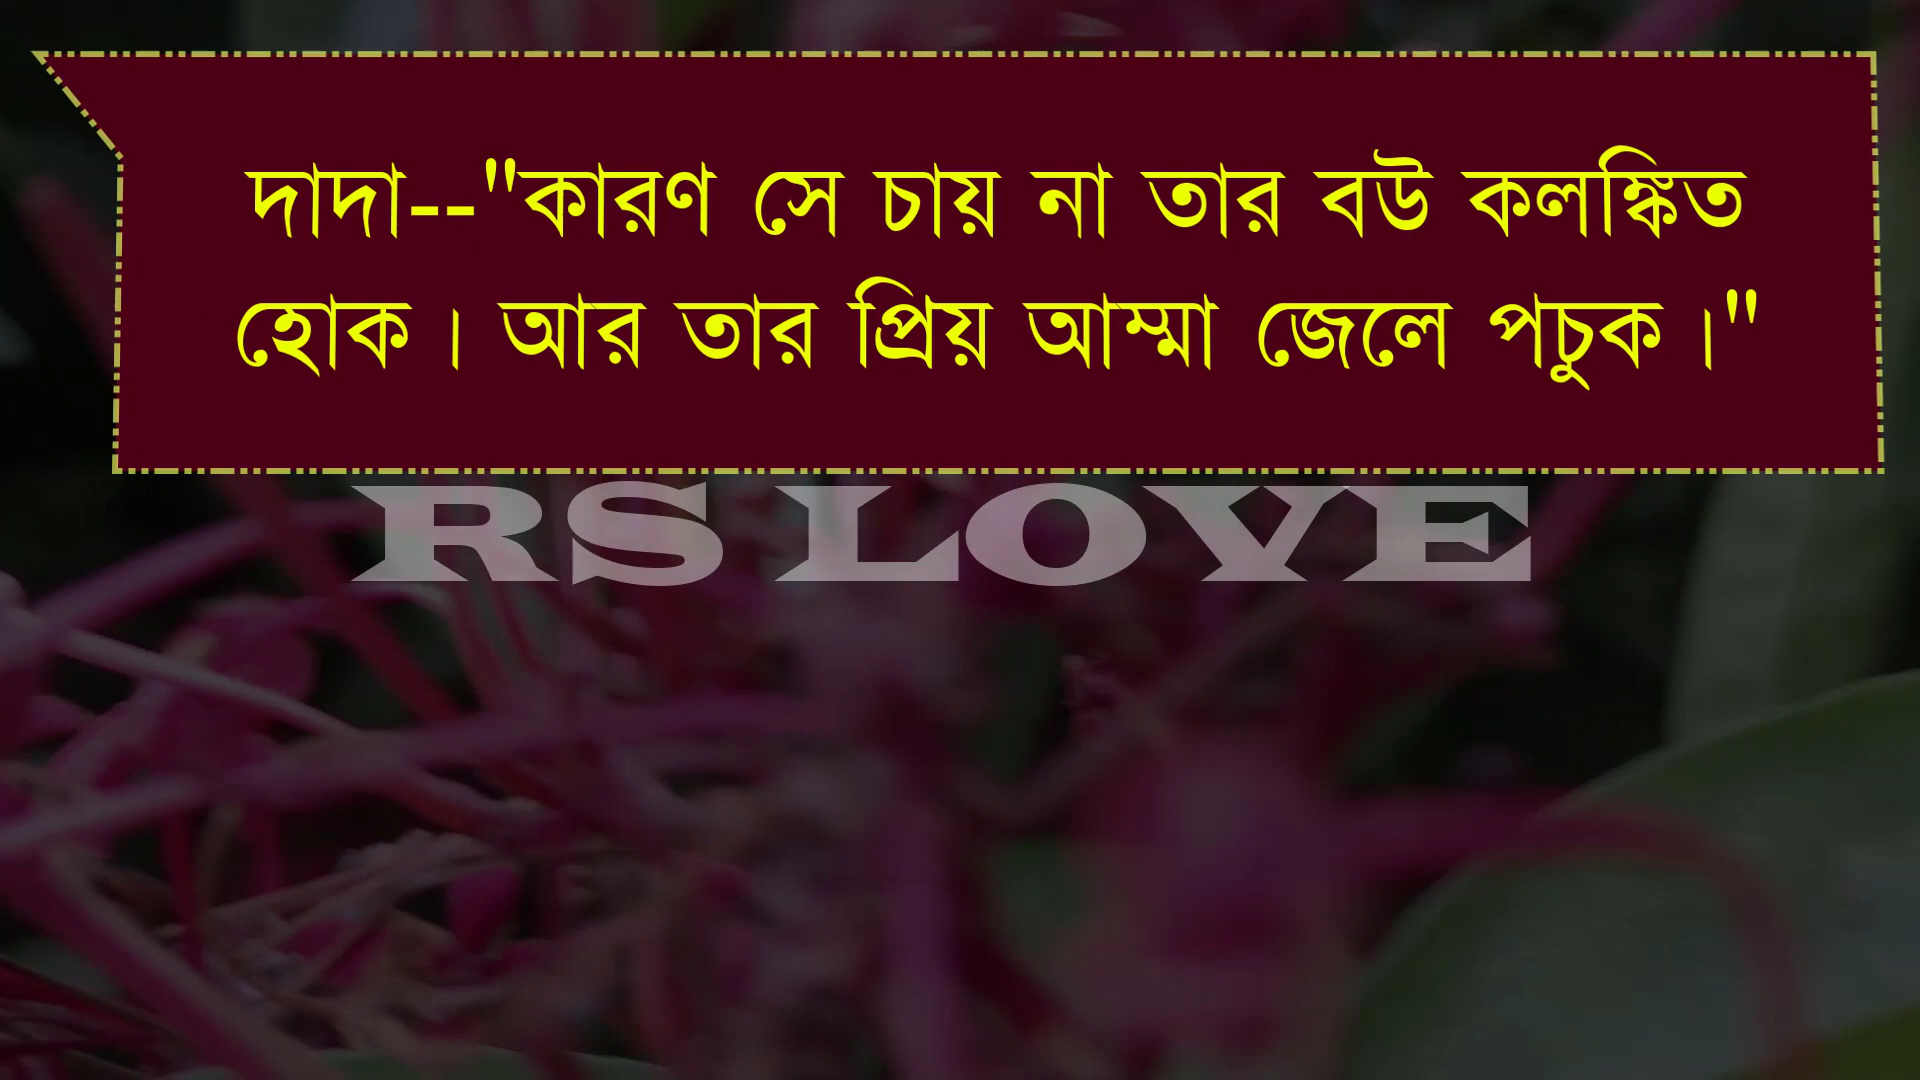 দাদা--"কারণ সে চায় না তার বউ কলঙ্কিত
হোক। আর তার প্রিয় আম্মা জেলে পচুক।"
RS LOVE